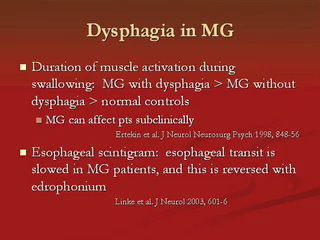 Dysphagia in MG
Duration of muscle activation during
swallowing:  MG with dysphagia > MG without
dysphagia > normal controls
MG can affect pts subclinically
Ertekin et al. J Neurol Neurosurg Psych 1998, 848-56
Esophageal scintigram:  esophageal transit is
slowed in MG patients, and this is reversed with
edrophonium
Linke et al. J Neurol 2003, 601-6